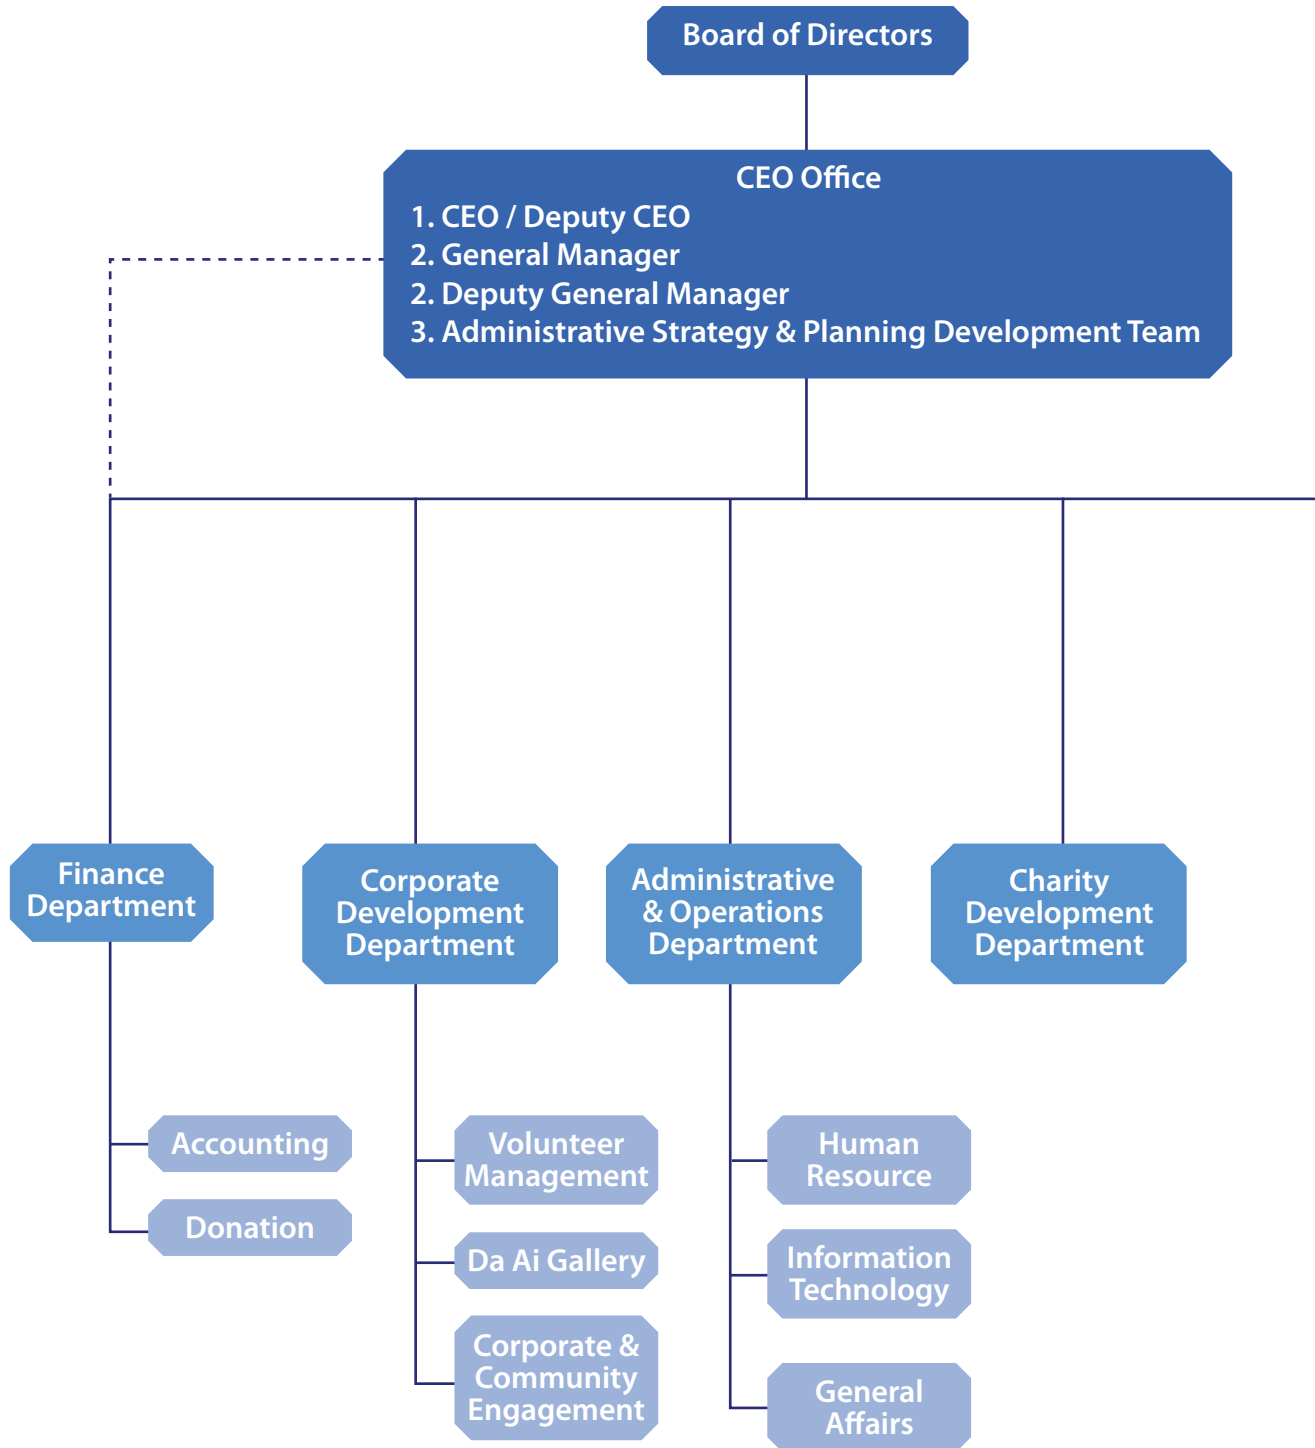 Board of Directors
CEO Office
1. CEO / Deputy CEO
2. General Manager
2. Deputy General Manager
3. Administrative Strategy & Planning Development Team
Finance
Department
Corporate
Development
Department
Administrative
& Operations
Department
Charity
Development
Department
Accounting
Donation
Volunteer
Management
Da Ai Gallery
Corporate &
Community
Engagement
Human
Resource
Information
Technology
General
Affairs